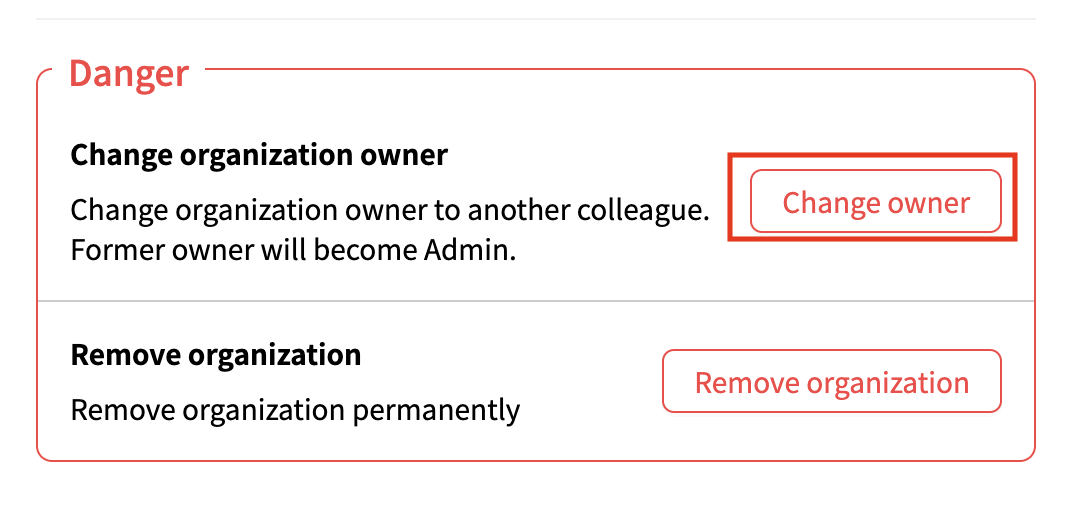 Danger
Change organization owner
Change organization owner to another colleague.
Former owner will become Admin.
Change owner
Remove organization
Remove organization permanently
Remove organization